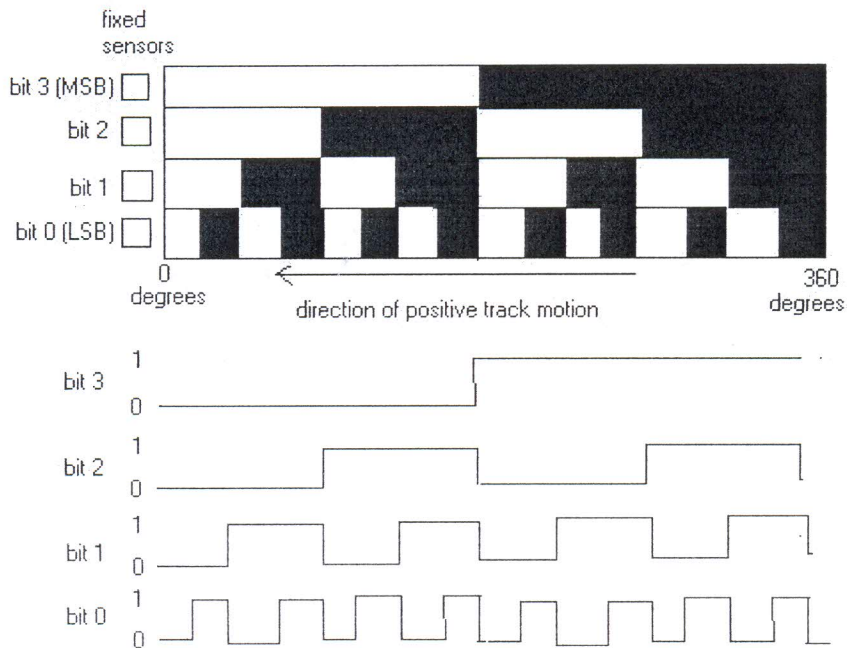 fixed
sensors
bit 3 (MSB)
bit 2
bit 1
bit 0 (LSB)
0
degrees
360
degrees
direction of positive track motion
1
bit 3
0
1
bit 2
0
1
bit 1
0
1
bit 0
0